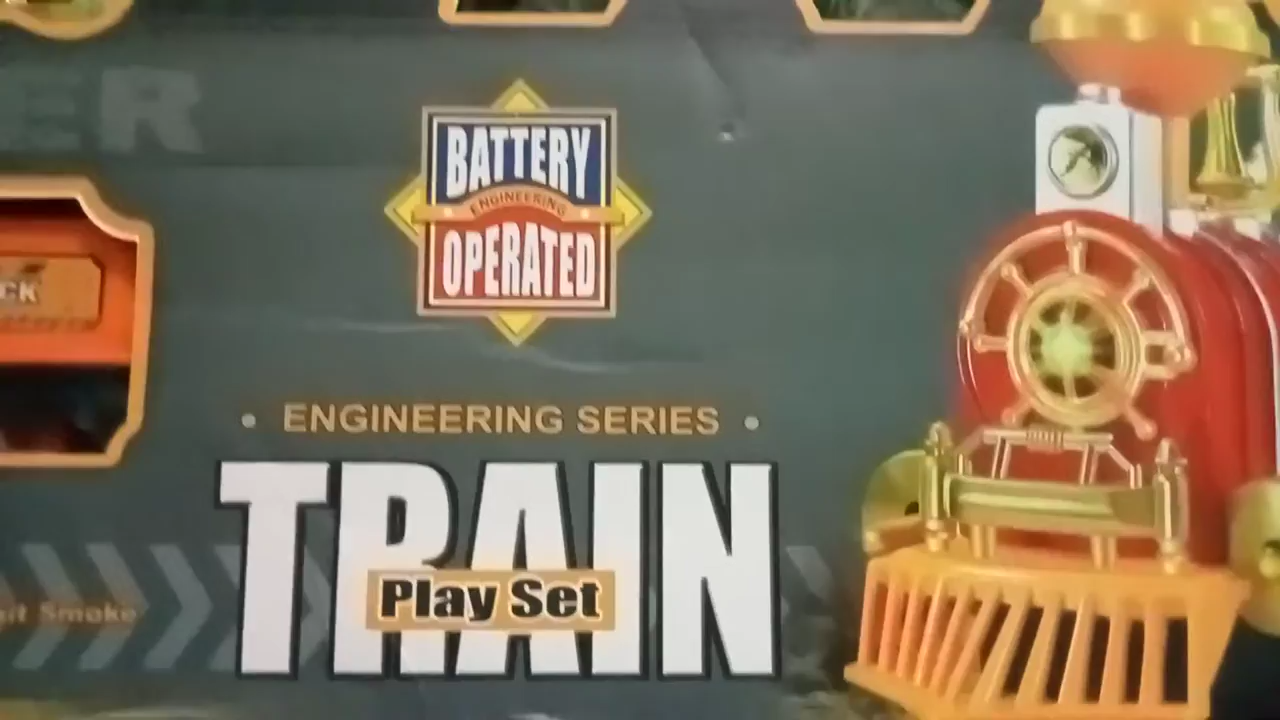 ER
BATTERY
ENGINEERING
OPERATED
CK
• ENGINEERING SERIES •
TRAIN
Play Set
Smoke